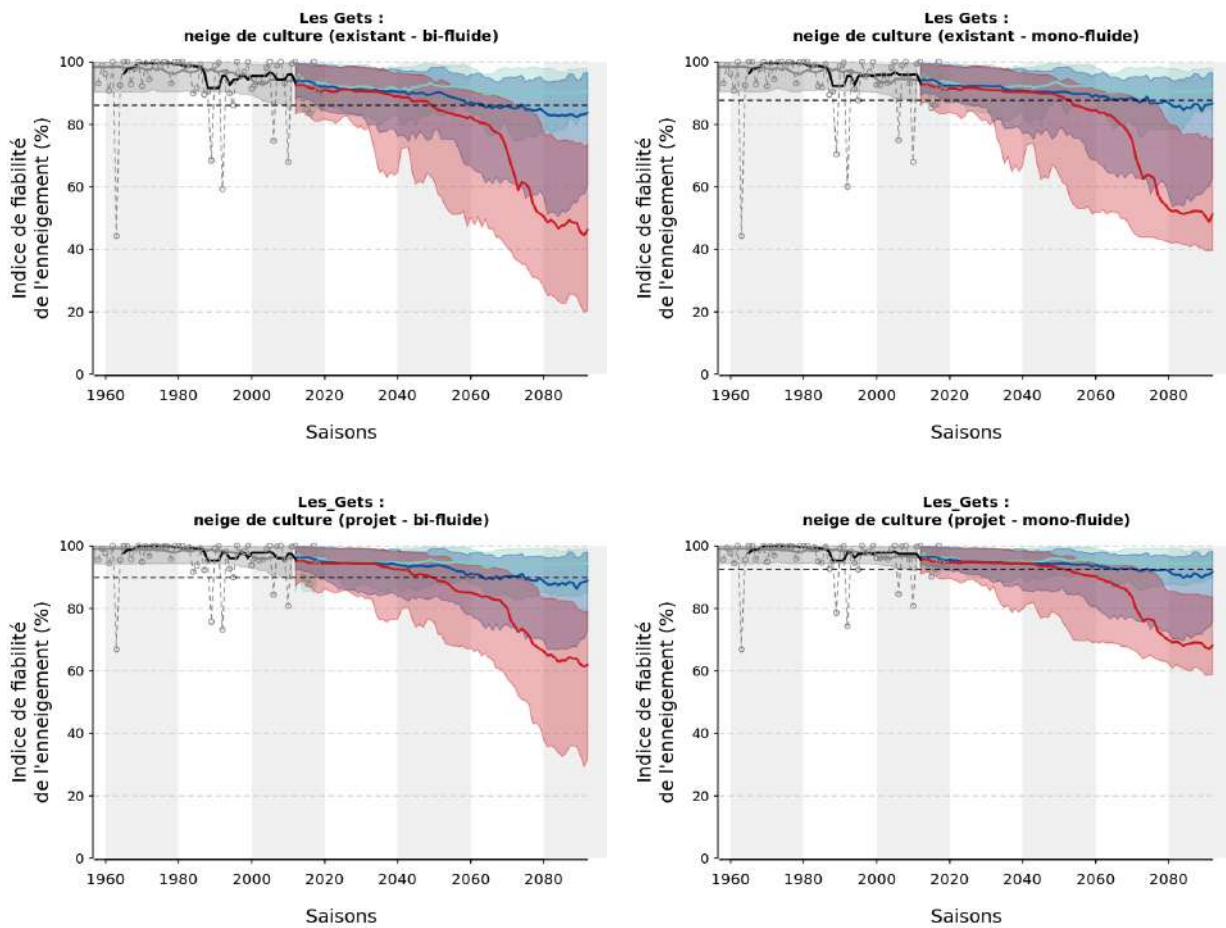 Les Gets :
neige de culture (existant - bi-fluide)
Indice de fiabilité
de l'enneigement (%)
100
80
60
40
20
0
1960 1980 2000 2020 2040 2060 2080
Saisons
Les Gets :
neige de culture (existant - mono-fluide)
Indice de fiabilité
de l'enneigement (%)
100
80
60
40
20
0
1960 1980 2000 2020 2040 2060 2080
Saisons
Les_Gets :
neige de culture (projet - bi-fluide)
Indice de fiabilité
de l'enneigement (%)
100
80
60
40
20
0
1960 1980 2000 2020 2040 2060 2080
Saisons
Les_Gets :
neige de culture (projet - mono-fluide)
Indice de fiabilité
de l'enneigement (%)
100
80
60
40
20
0
1960 1980 2000 2020 2040 2060 2080
Saisons